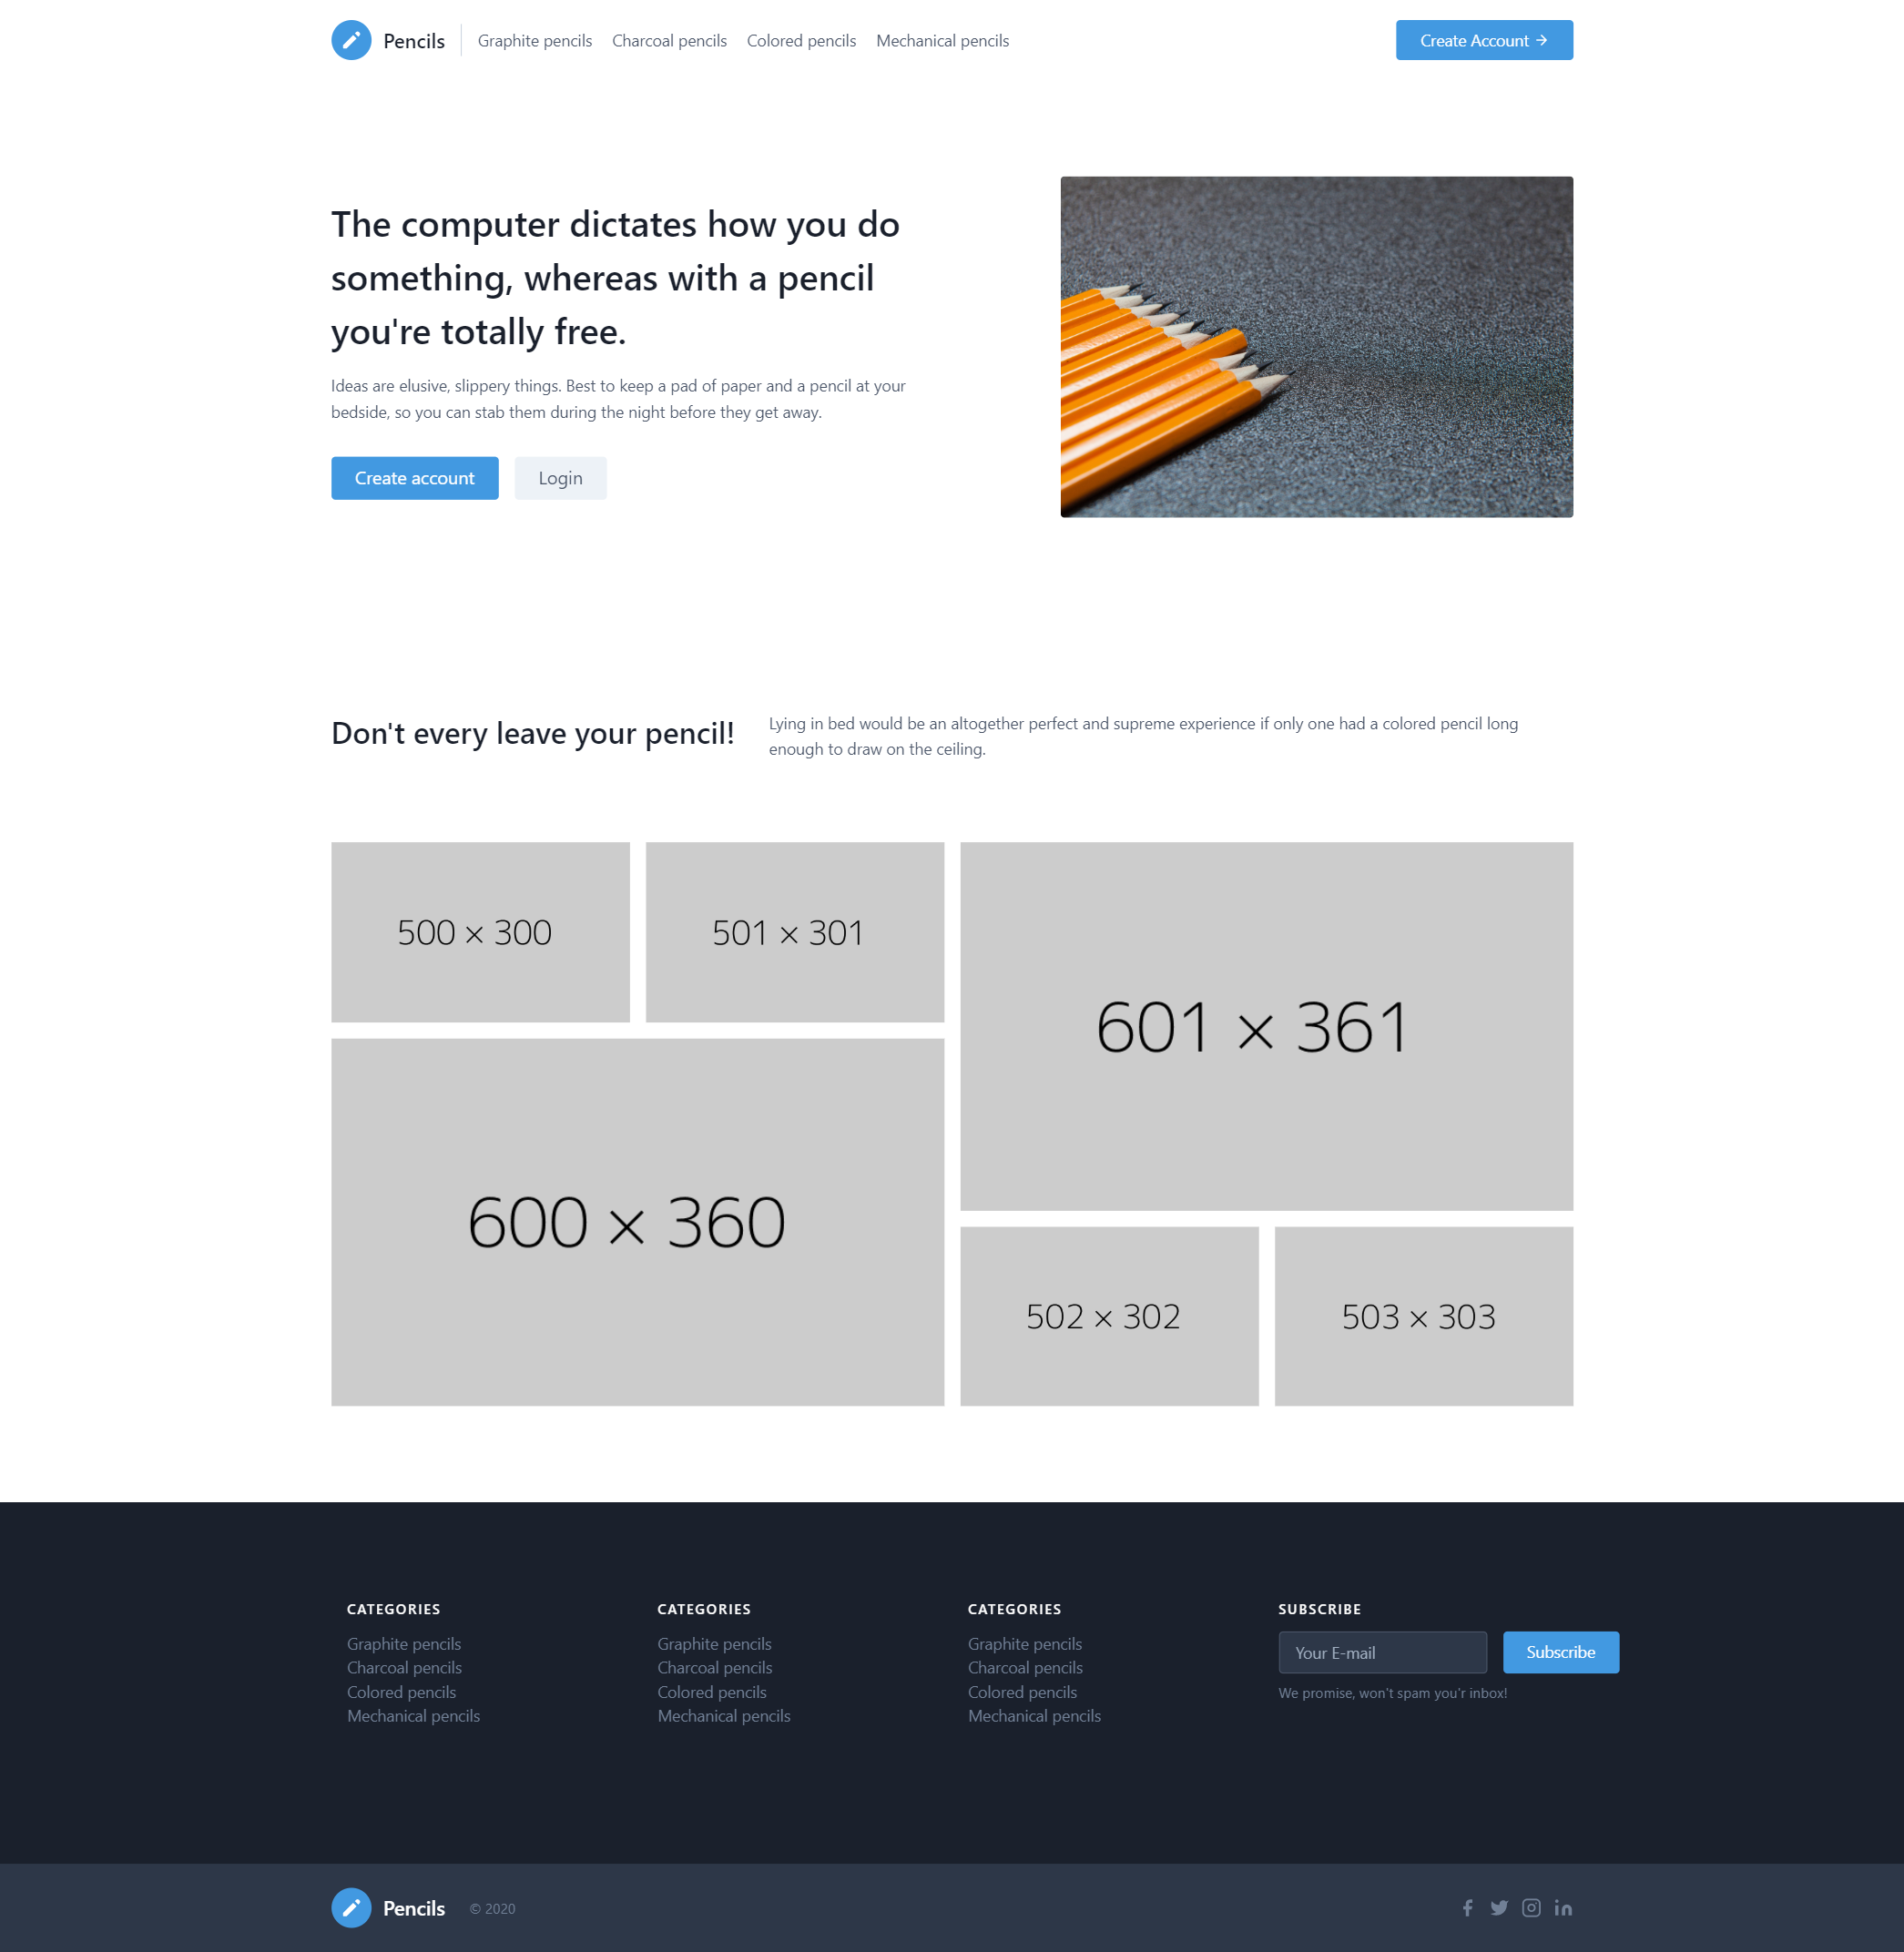 Pencils
Graphite pencils
Charcoal pencils
Colored pencils
Mechanical pencils
Create Account →
The computer dictates how you do
something, whereas with a pencil
you're totally free.
Ideas are elusive, slippery things. Best to keep a pad of paper and a pencil at your
bedside, so you can stab them during the night before they get away.
Create account
Login
Don't every leave your pencil!
Lying in bed would be an altogether perfect and supreme experience if only one had a colored pencil long
enough to draw on the ceiling.
500 × 300
501 × 301
601 × 361
600 × 360
502 × 302
503 × 303
CATEGORIES
Graphite pencils
Charcoal pencils
Colored pencils
Mechanical pencils
CATEGORIES
Graphite pencils
Charcoal pencils
Colored pencils
Mechanical pencils
CATEGORIES
Graphite pencils
Charcoal pencils
Colored pencils
Mechanical pencils
SUBSCRIBE
Your E-mail
Subscribe
We promise, won't spam you'r inbox!
Pencils
© 2020